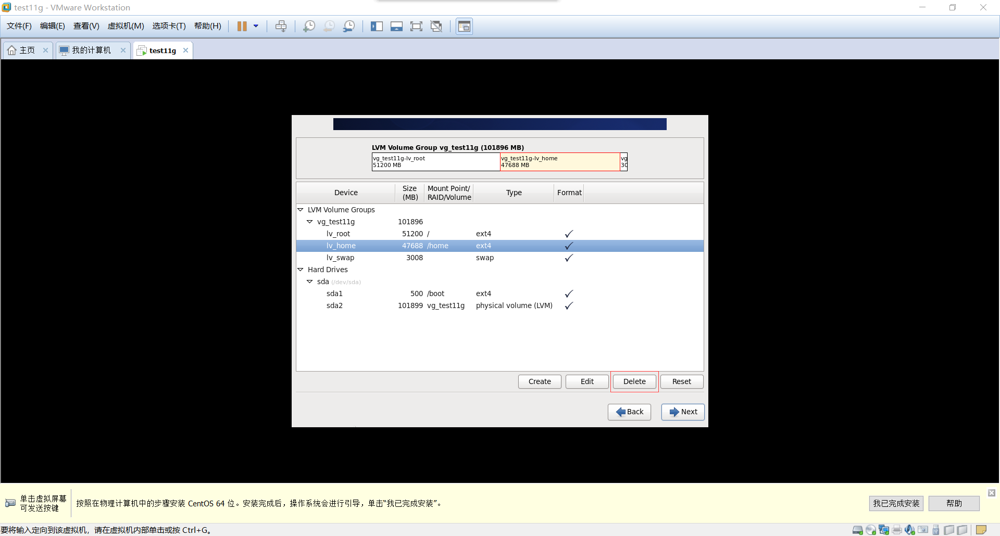 test11g - VMware Workstation
文件(F) 编辑(E) 查看(V) 虚拟机(M) 选项卡(T) 帮助(H)
主页 我的计算机 test11g
LVM Volume Group vg_test11g (101896 MB)
vg_test11g-lv_root vg_test11g-lv_home vg
51200 MB 47688 MB 30
Device Size (MB) Mount Point/ RAID/Volume Type Format
LVM Volume Groups
vg_test11g 101896
lv_root 51200 / ext4
lv_home 47688 /home ext4
lv_swap 3008 swap
Hard Drives
sda (/dev/sda)
sda1 500 /boot ext4
sda2 101899 vg_test11g physical volume (LVM)
Create Edit Delete Reset
Back Next
单击虚拟屏幕
可发送按键
按照在物理计算机中的步骤安装 CentOS 64 位。安装完成后，操作系统会进行引导，单击“我已完成安装”。
我已完成安装 帮助
要将输入定向到该虚拟机，请在虚拟机内部单击或按 Ctrl+G。